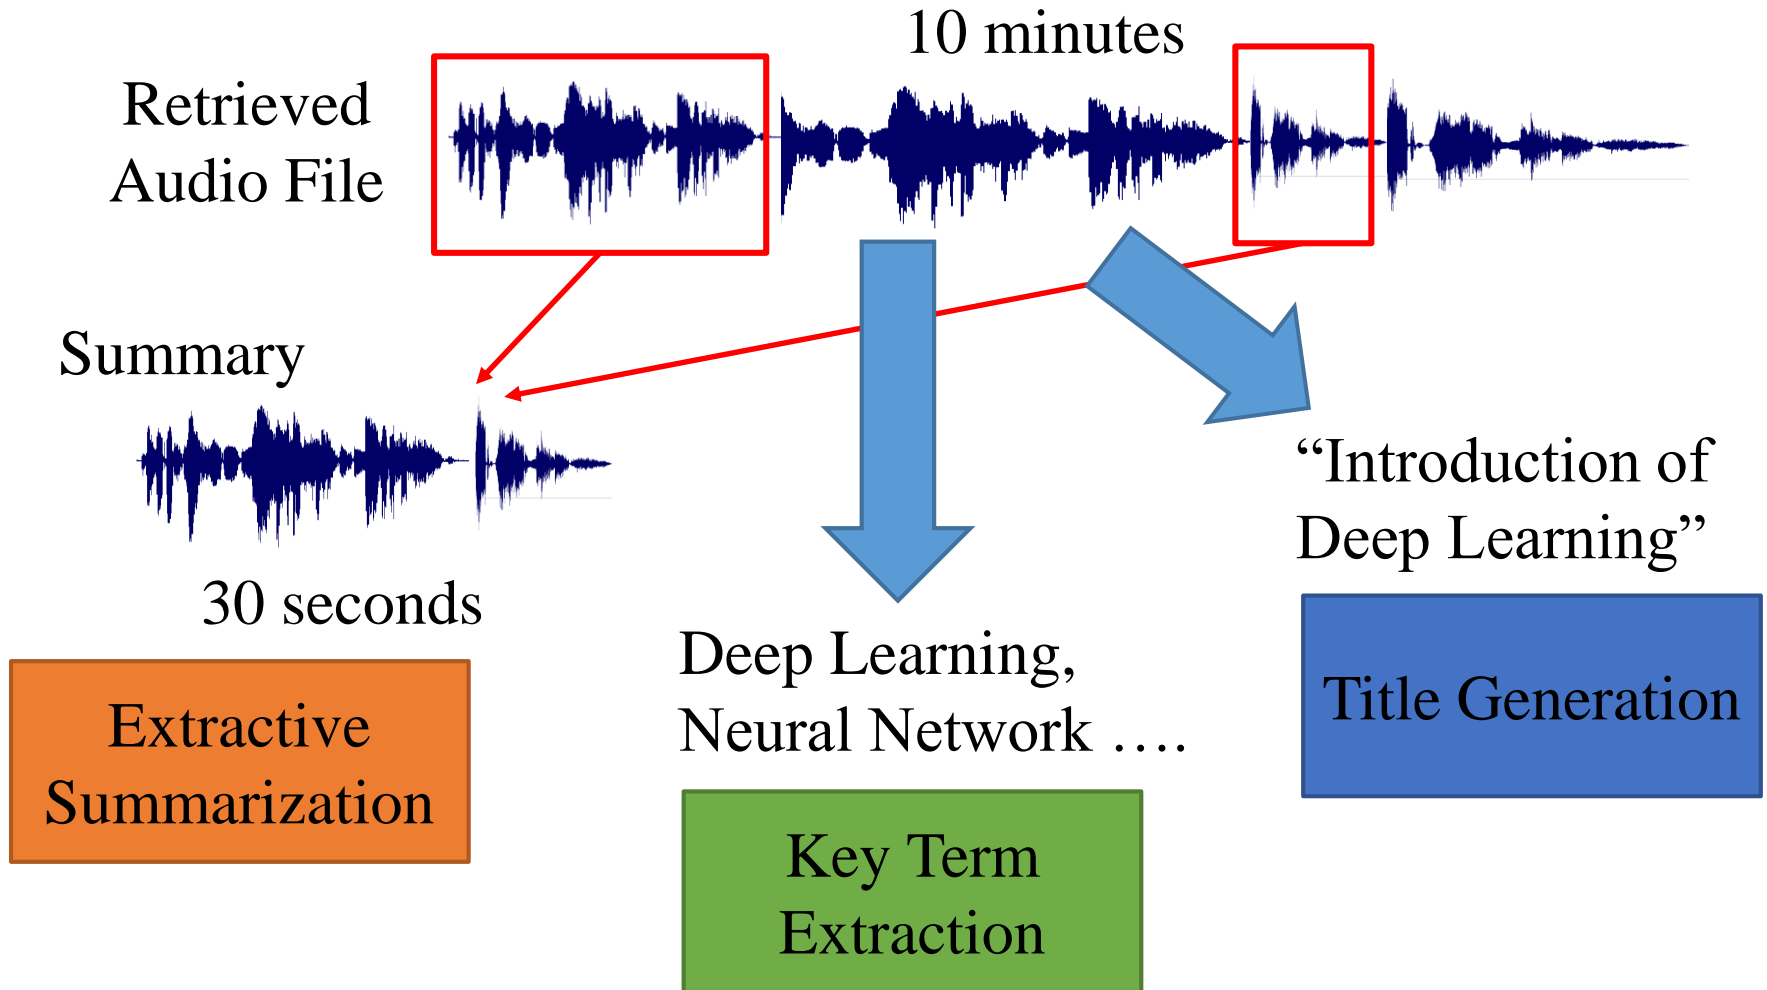 10 minutes
Retrieved
Audio File
Summary
30 seconds
Extractive
Summarization
Deep Learning,
Neural Network ….
Key Term
Extraction
“Introduction of
Deep Learning”
Title Generation